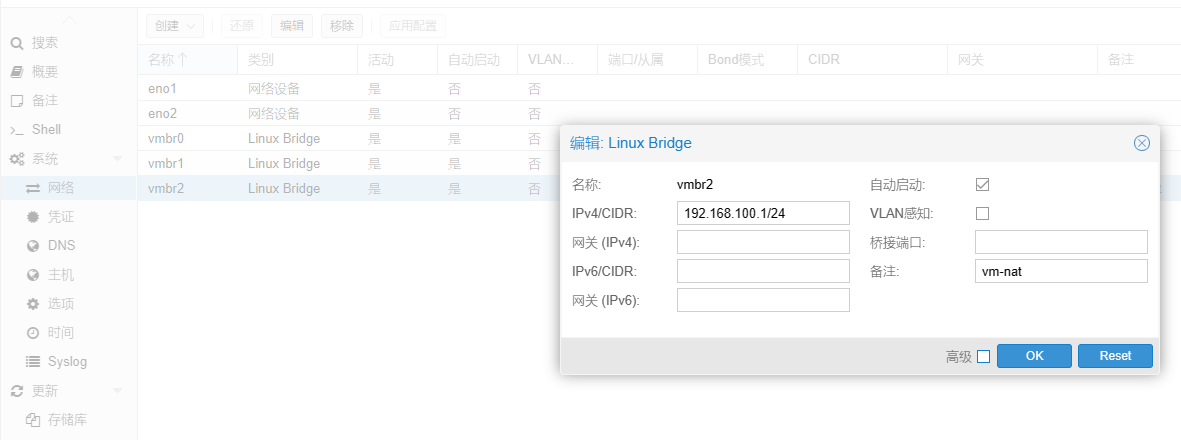 创建 还原 编辑 移除 应用配置
搜索
概要
备注
Shell
系统
网络
凭证
DNS
主机
选项
时间
Syslog
更新
存储库
名称 类别 活动 自动启动 VLAN... 端口/从属 Bond模式 CIDR 网关 备注
eno1 网络设备 是 否 否
eno2 网络设备 是 否 否
vmbr0 Linux Bridge 是 是 否
vmbr1 Linux Bridge 是 是 否
vmbr2 Linux Bridge 是 是 否
编辑: Linux Bridge
名称: vmbr2 自动启动:
IPv4/CIDR: 192.168.100.1/24 VLAN感知:
网关 (IPv4): 桥接端口:
IPv6/CIDR: 备注: vm-nat
网关 (IPv6):
高级 OK Reset